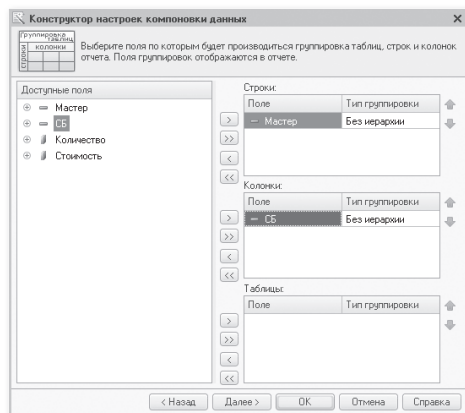 Конструктор настроек компоновки данных
Группировка
таблиц
колонки
строки
Выберите поля по которым будет производиться группировка таблиц, строк и колонок
отчета. Поля группировок отображаются в отчете.
Доступные поля
Мастер
СБ
Количество
Стоимость
Строки:
Поле Тип группировки
Мастер Без иерархии
>
>>
<
<<
Колонки:
Поле Тип группировки
СБ Без иерархии
>
>>
<
<<
Таблицы:
Поле Тип группировки
>
>>
<
<<
< Назад Далее > ОК Отмена Справка